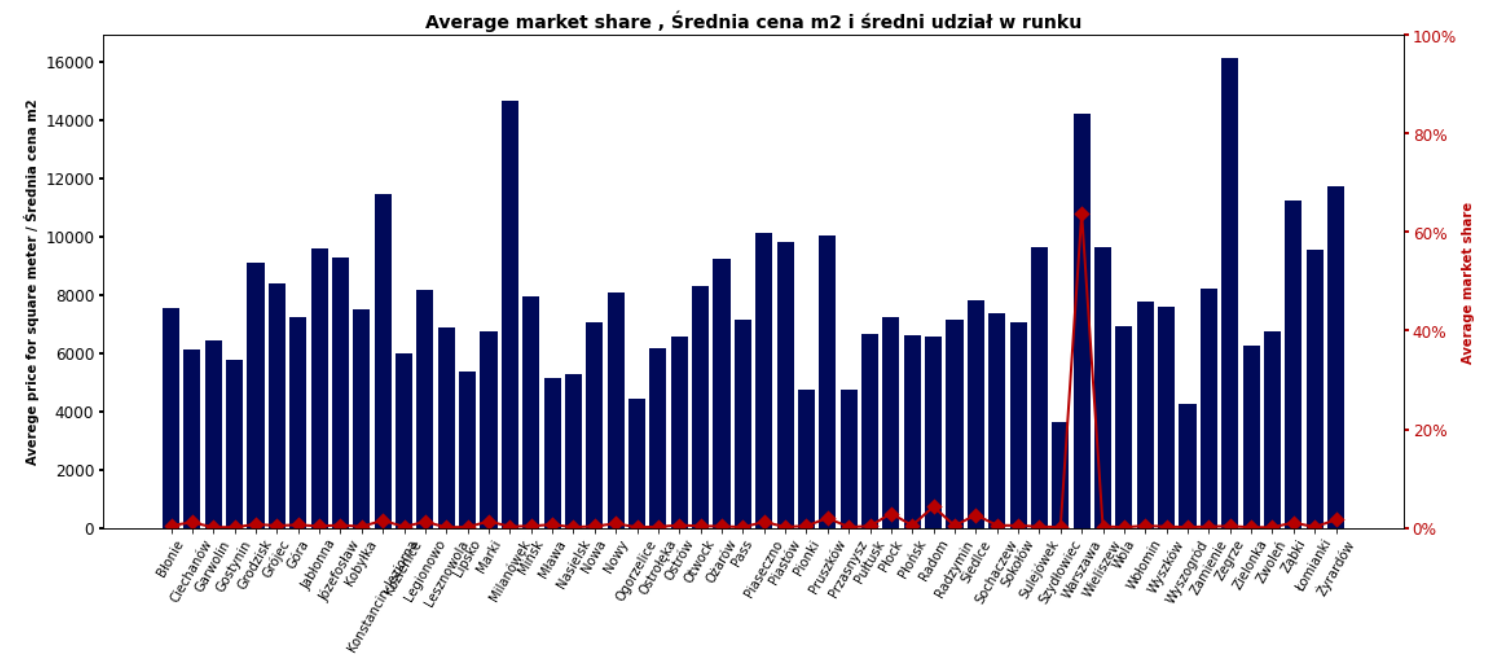 Average market share , Średnia cena m2 i średni udział w runku
Averege price for square meter / Średnia cena m2
16000
14000
12000
10000
8000
6000
4000
2000
0
100%
80%
60%
40%
20%
0%
Average market share
Błonie
Ciechanów
Garwolin
Gostynin
Grodzisk
Grójec
Góra
Jabłonna
Józefosław
Kobyłka
Konstancin-Jeziorna
Kozienice
Legionowo
Lesznowola
Lipsko
Marki
Milanówek
Mińsk
Mława
Nasielsk
Nowa
Nowy
Ogorzelice
Ostrołęka
Ostrów
Otwock
Ożarów
Pass
Piaseczno
Piastów
Pionki
Pruszków
Przasnysz
Pułtusk
Płock
Płońsk
Radom
Radzymin
Siedlce
Sochaczew
Sokołów
Sulejówek
Szydłowiec
Warszawa
Wieliszew
Wola
Wołomin
Wyszków
Wyszogród
Zamienie
Zegrze
Zielonka
Zwoleń
Ząbki
Łomianki
Żyrardów